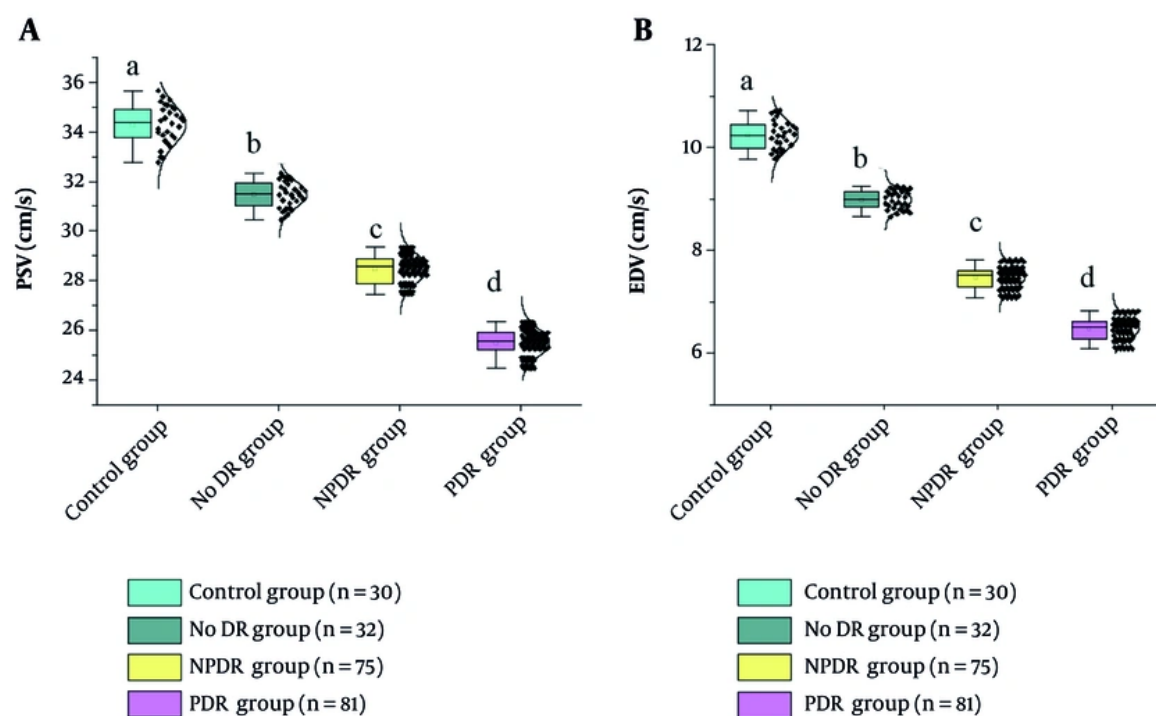 A
PSV (cm/s)
36
34
32
30
28
26
24
a
b
c
d
Control group
No DR group
NPDR group
PDR group
Control group (n = 30)
No DR group (n = 32)
NPDR group (n = 75)
PDR group (n = 81)
B
EDV (cm/s)
12
10
8
6
a
b
c
d
Control group
No DR group
NPDR group
PDR group
Control group (n = 30)
No DR group (n = 32)
NPDR group (n = 75)
PDR group (n = 81)